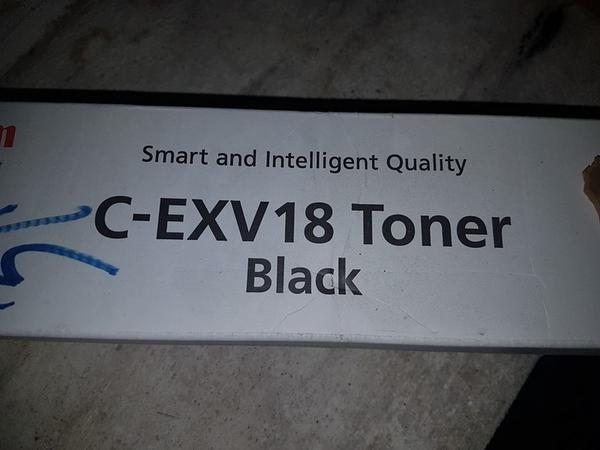 Smart and Intelligent Quality
C-EXV18 Toner
Black